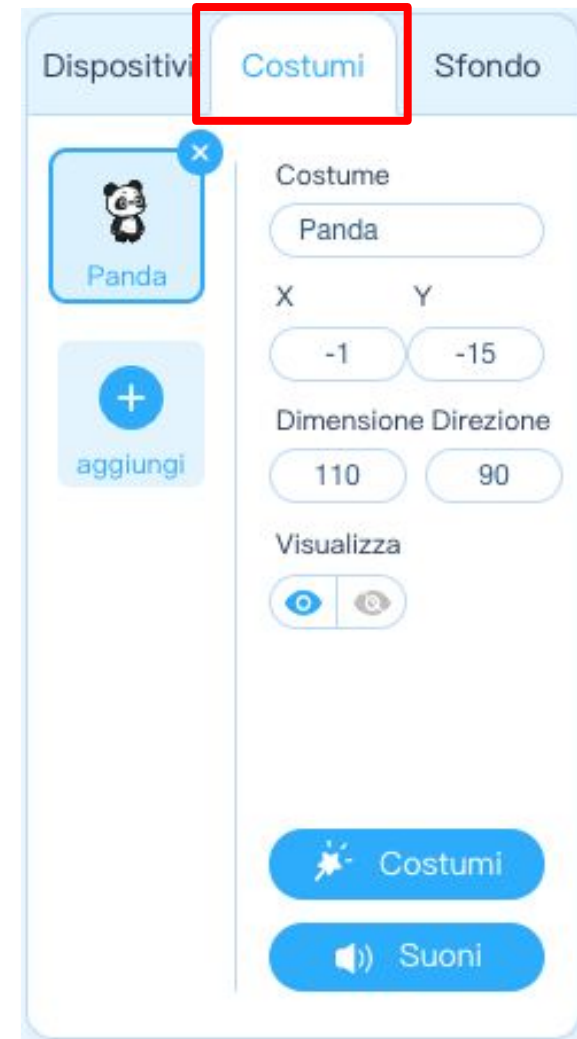 Dispositivi Costumi Sfondo
Panda
aggiungi
Costume
Panda
X Y
-1 -15
Dimensione Direzione
110 90
Visualizza
Costumi
Suoni